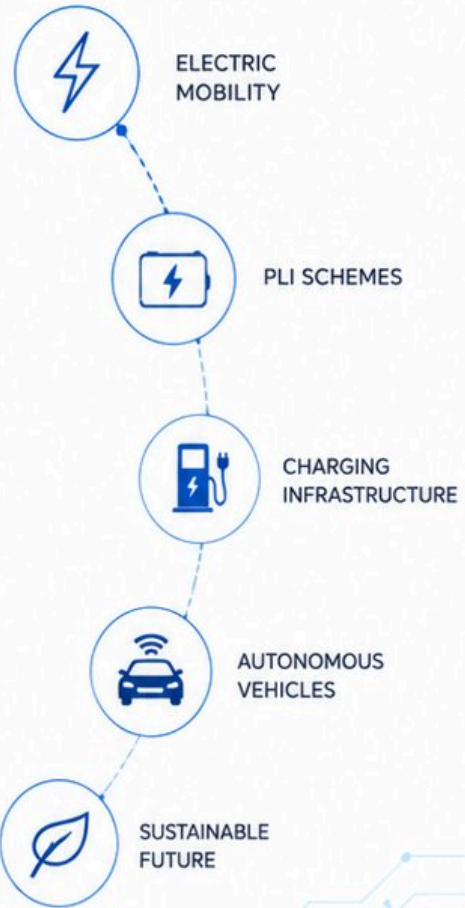 ELECTRIC
MOBILITY
PLI SCHEMES
CHARGING
INFRASTRUCTURE
AUTONOMOUS
VEHICLES
SUSTAINABLE
FUTURE